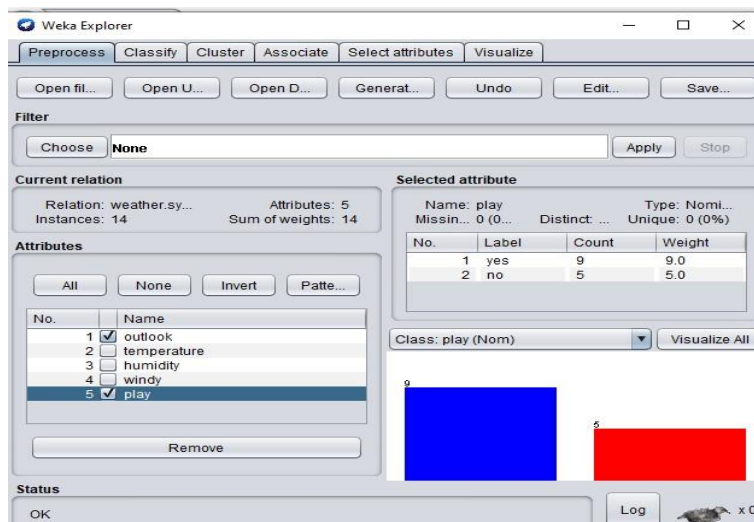 Weka Explorer
Preprocess Classify Cluster Associate Select attributes Visualize
Open fil... Open U... Open D... Generat... Undo Edit... Save...
Filter
Choose None Apply Stop
Current relation
Relation: weather.sy... Attributes: 5
Instances: 14 Sum of weights: 14
Selected attribute
Name: play Type: Nomi...
Missin... 0 (0... Distinct: ... Unique: 0 (0%)
No. Label Count Weight
1 yes 9 9.0
2 no 5 5.0
Attributes
All None Invert Patte...
No. Name
1 outlook
2 temperature
3 humidity
4 windy
5 play
Remove
Class: play (Nom) Visualize All
9
5
Status
OK
Log